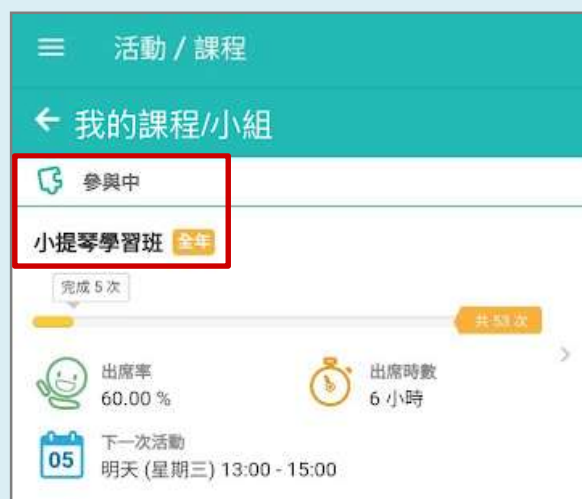 活動 / 課程
我的課程/小組
參與中
小提琴學習班 全年
完成 5 次
共 53 次
出席率
60.00 %
出席時數
6 小時
下一次活動
05
明天 (星期三) 13:00 - 15:00